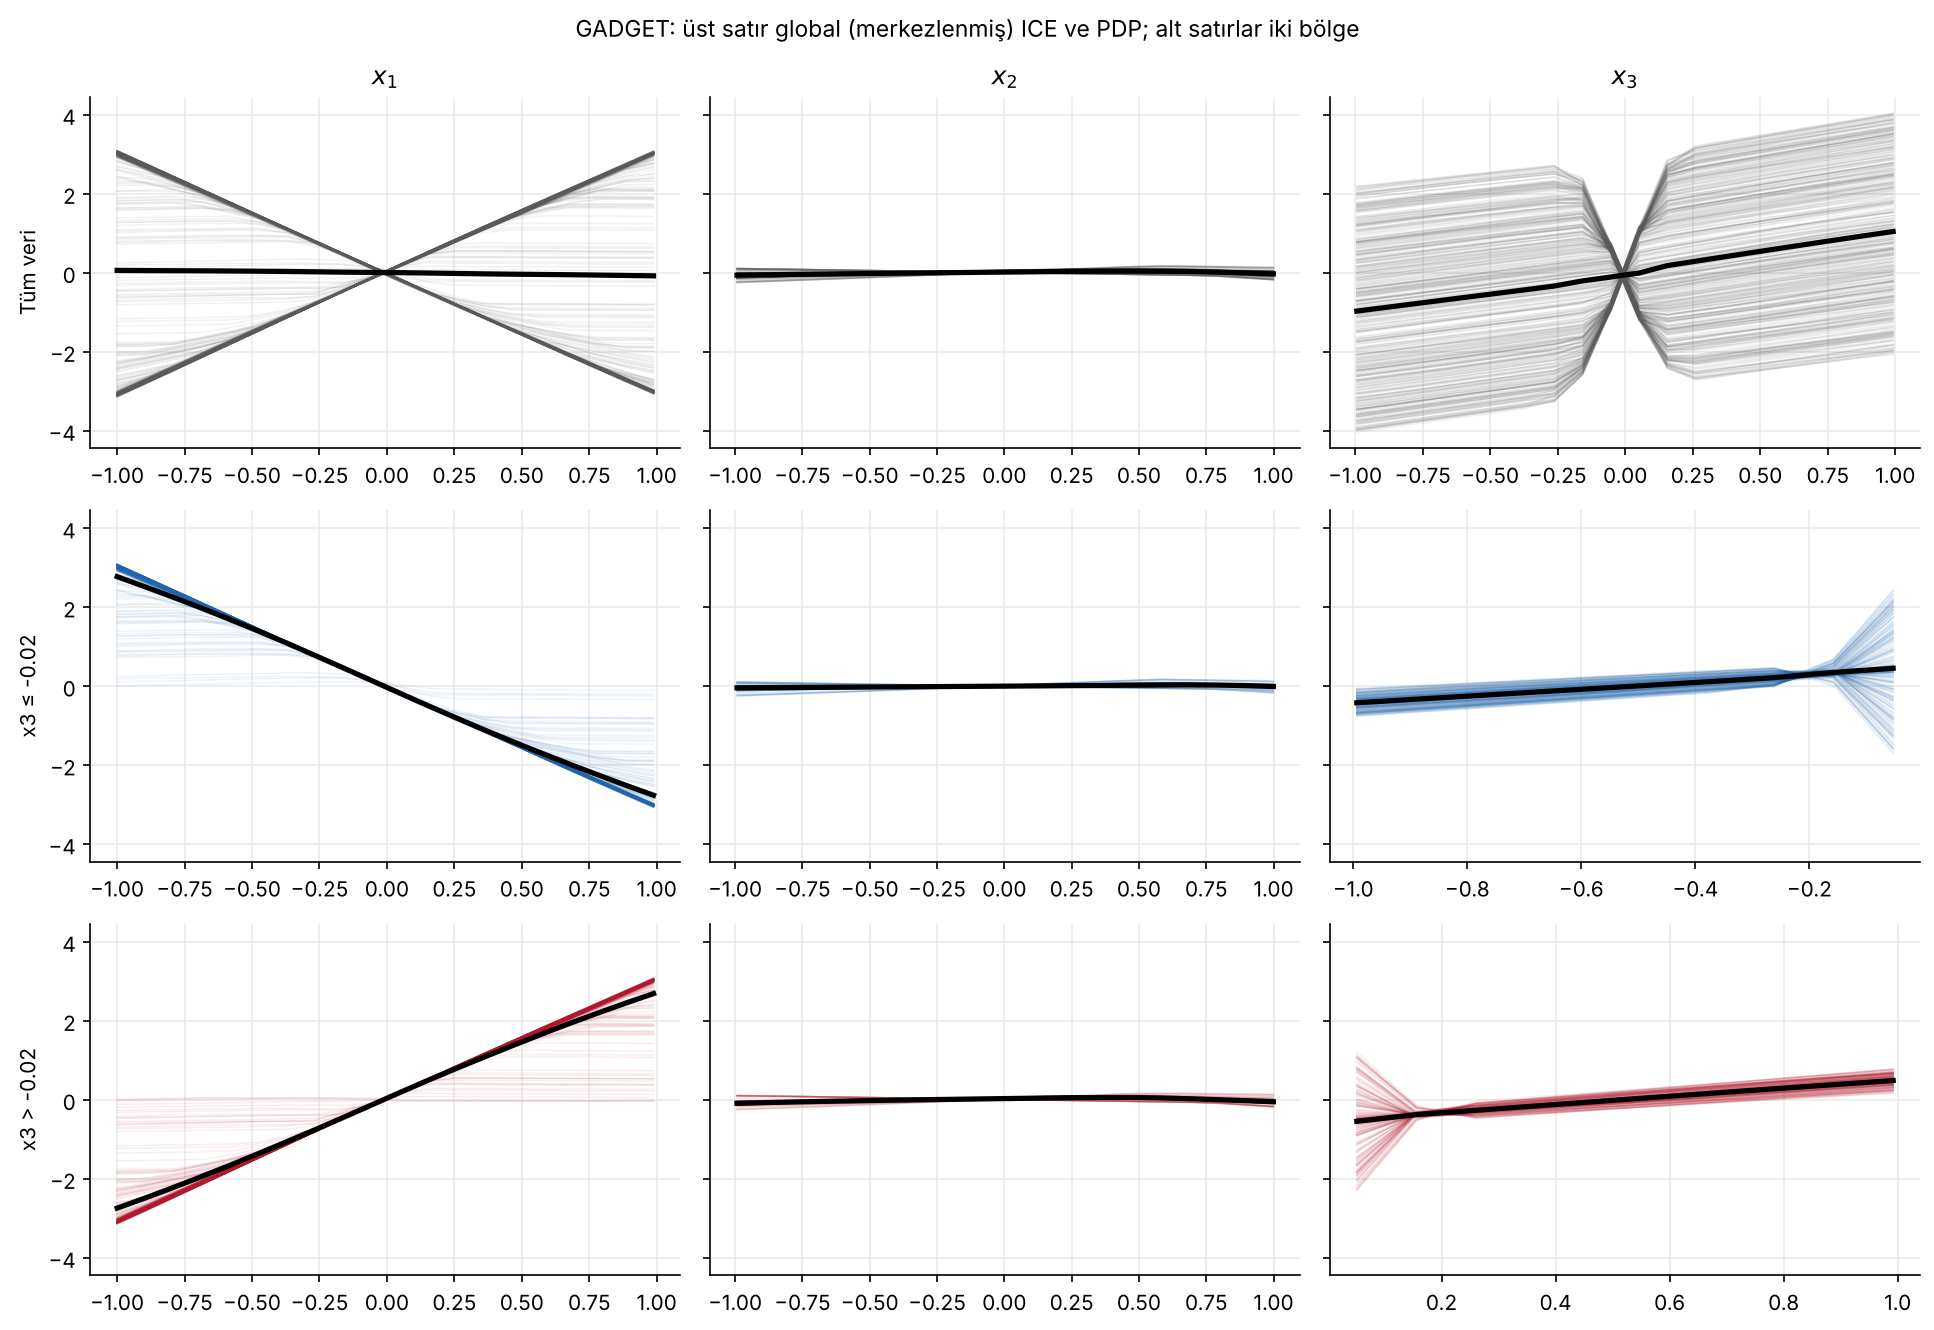 GADGET: üst satır global (merkezlenmiş) ICE ve PDP; alt satırlar iki bölge
x₁
x₂
x₃
Tüm veri
4
2
0
−2
−4
−1.00 −0.75 −0.50 −0.25 0.00 0.25 0.50 0.75 1.00
−1.00 −0.75 −0.50 −0.25 0.00 0.25 0.50 0.75 1.00
−1.00 −0.75 −0.50 −0.25 0.00 0.25 0.50 0.75 1.00
x3 ≤ -0.02
4
2
0
−2
−4
−1.00 −0.75 −0.50 −0.25 0.00 0.25 0.50 0.75 1.00
−1.00 −0.75 −0.50 −0.25 0.00 0.25 0.50 0.75 1.00
−1.0 −0.8 −0.6 −0.4 −0.2
x3 > -0.02
4
2
0
−2
−4
−1.00 −0.75 −0.50 −0.25 0.00 0.25 0.50 0.75 1.00
−1.00 −0.75 −0.50 −0.25 0.00 0.25 0.50 0.75 1.00
0.2 0.4 0.6 0.8 1.0